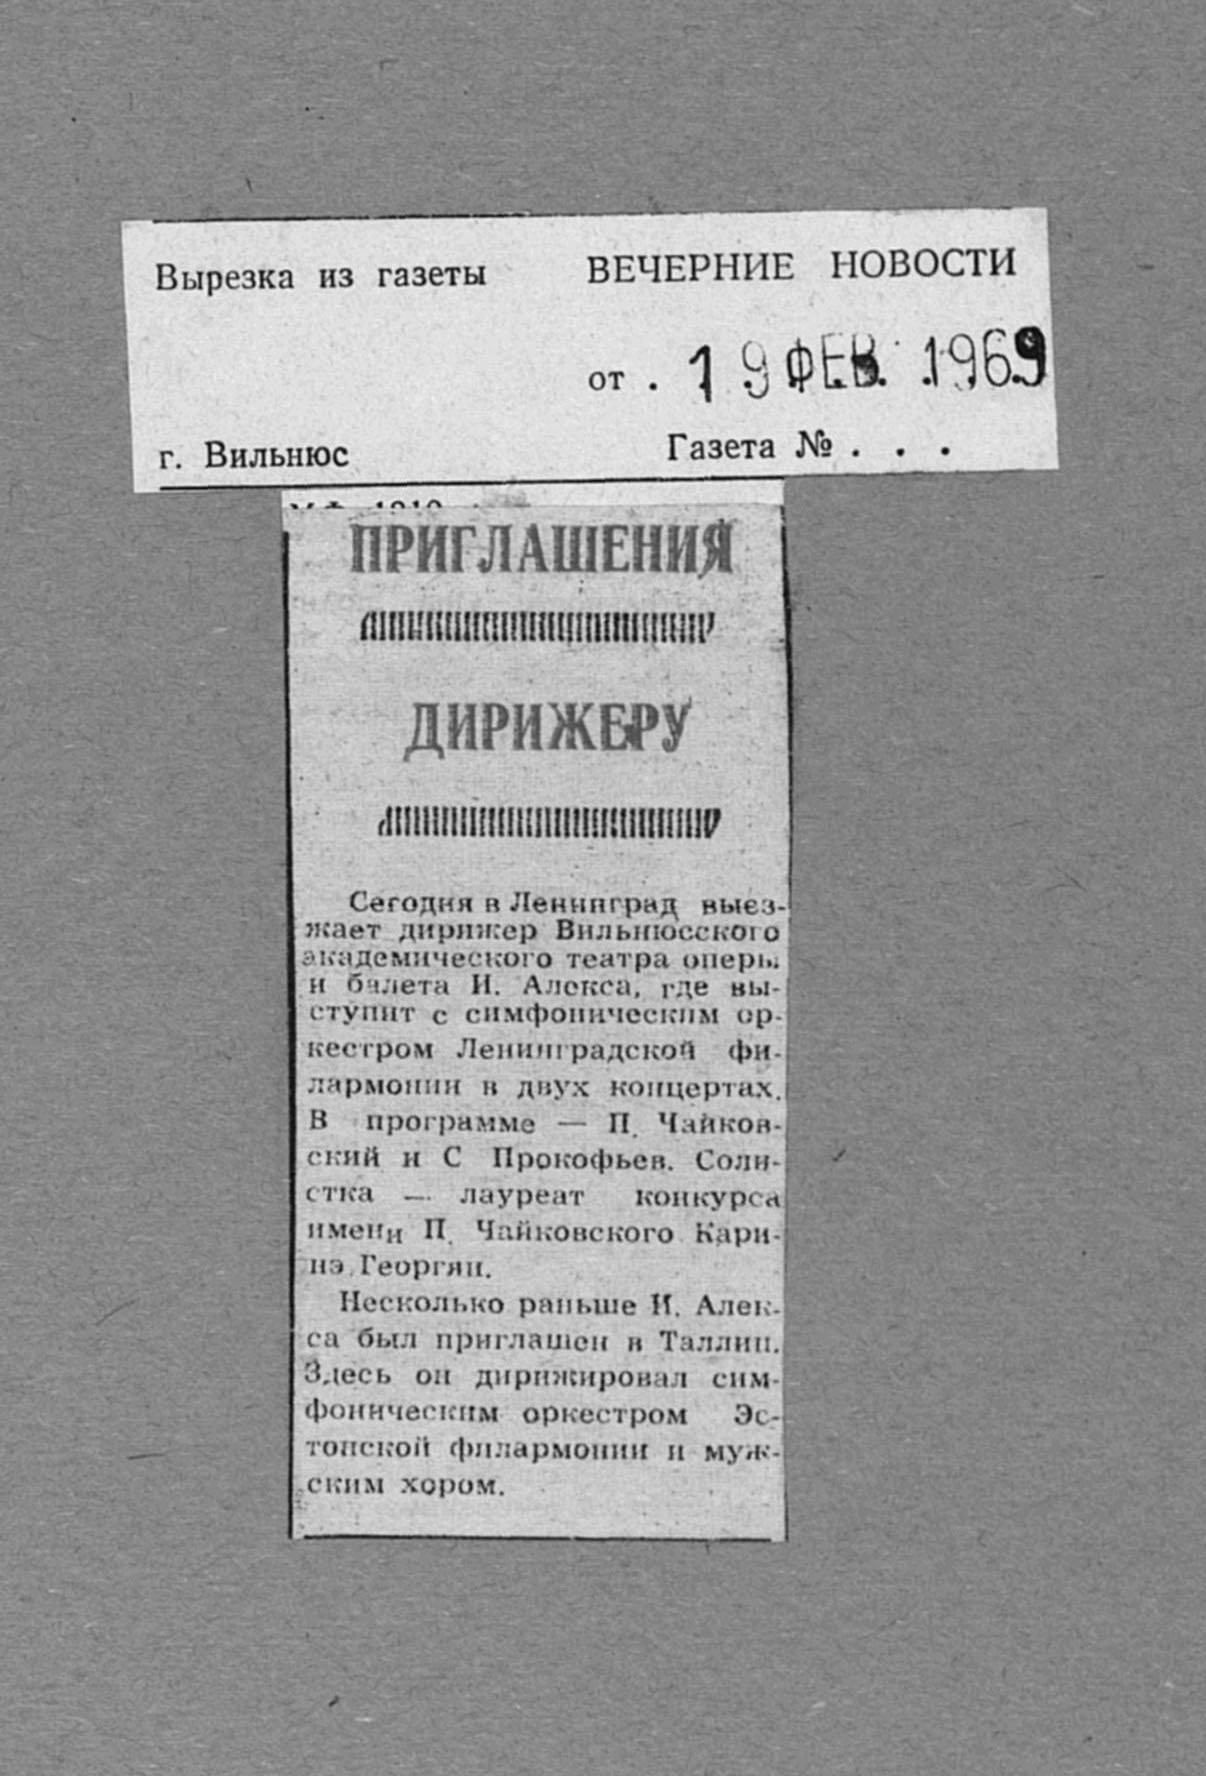 Вырезка из газеты ВЕЧЕРНИЕ НОВОСТИ
от . 19 ФЕВ. 1969
г. Вильнюс Газета № . . .
ПРИГЛАШЕНИЯ
ДИРИЖЕРУ
Сегодня в Ленинград выез-
жает дирижер Вильнюсского
академического театра оперы
и балета И. Алекса, где вы-
ступит с симфоническим ор-
кестром Ленинградской фи-
лармонии в двух концертах.
В программе — П. Чайков-
ский и С Прокофьев. Соли-
стка — лауреат конкурса
имени П. Чайковского Кари-
нэ Георгян.
Несколько раньше И. Алек-
са был приглашен в Таллин.
Здесь он дирижировал сим-
фоническим оркестром Эс-
тонской филармонии и муж-
ским хором.